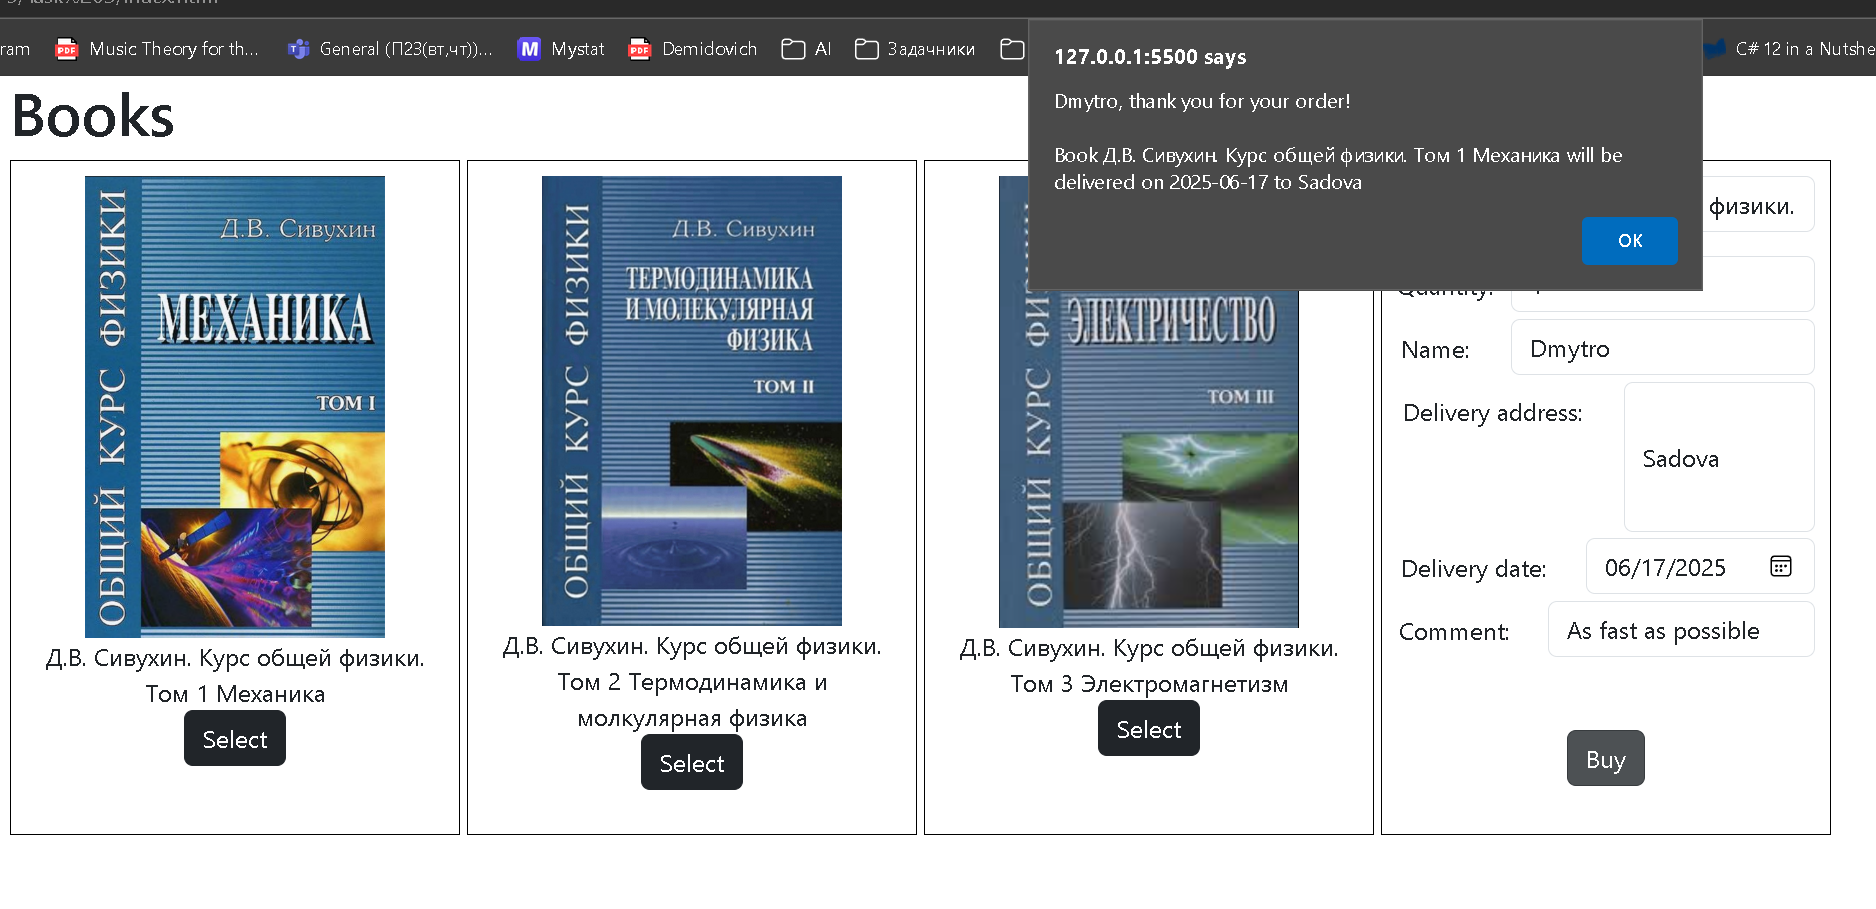 ram
Music Theory for th...
General (П23(вт,чт))...
Mystat
Demidovich
AI
Задачники
C# 12 in a Nutshe
127.0.0.1:5500 says
Dmytro, thank you for your order!
Book Д.В. Сивухин. Курс общей физики. Том 1 Механика will be
delivered on 2025-06-17 to Sadova
OK
Books
ОБЩИЙ КУРС ФИЗИКИ
Д.В. Сивухин
МЕХАНИКА
ТОМ I
Д.В. Сивухин. Курс общей физики.
Том 1 Механика
Select
ОБЩИЙ КУРС ФИЗИКИ
Д.В. Сивухин
ТЕРМОДИНАМИКА
И МОЛЕКУЛЯРНАЯ
ФИЗИКА
ТОМ II
Д.В. Сивухин. Курс общей физики.
Том 2 Термодинамика и
молкулярная физика
Select
ОБЩИЙ КУРС
ЭЛЕКТРИЧЕСТВО
ТОМ III
Д.В. Сивухин. Курс общей физики.
Том 3 Электромагнетизм
Select
физики.
Quantity:
Name: Dmytro
Delivery address: Sadova
Delivery date: 06/17/2025
Comment: As fast as possible
Buy